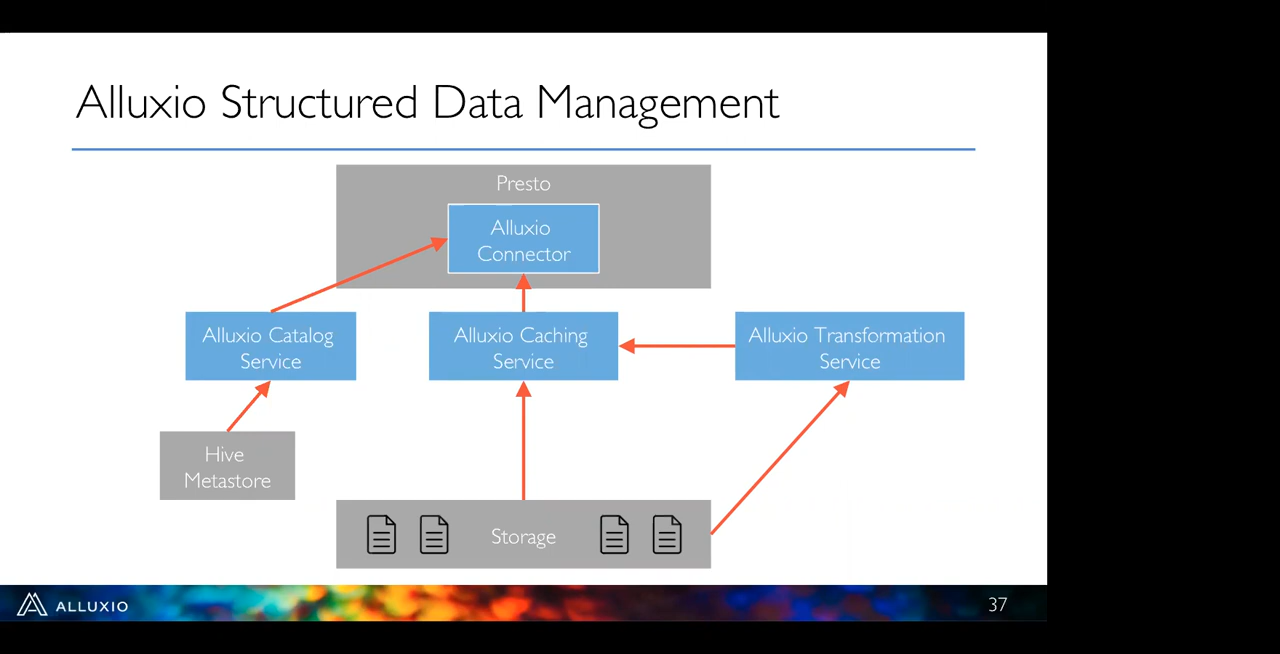 Alluxio Structured Data Management
Presto
Alluxio
Connector
Alluxio Catalog
Service
Alluxio Caching
Service
Alluxio Transformation
Service
Hive
Metastore
Storage
ALLUXIO
37